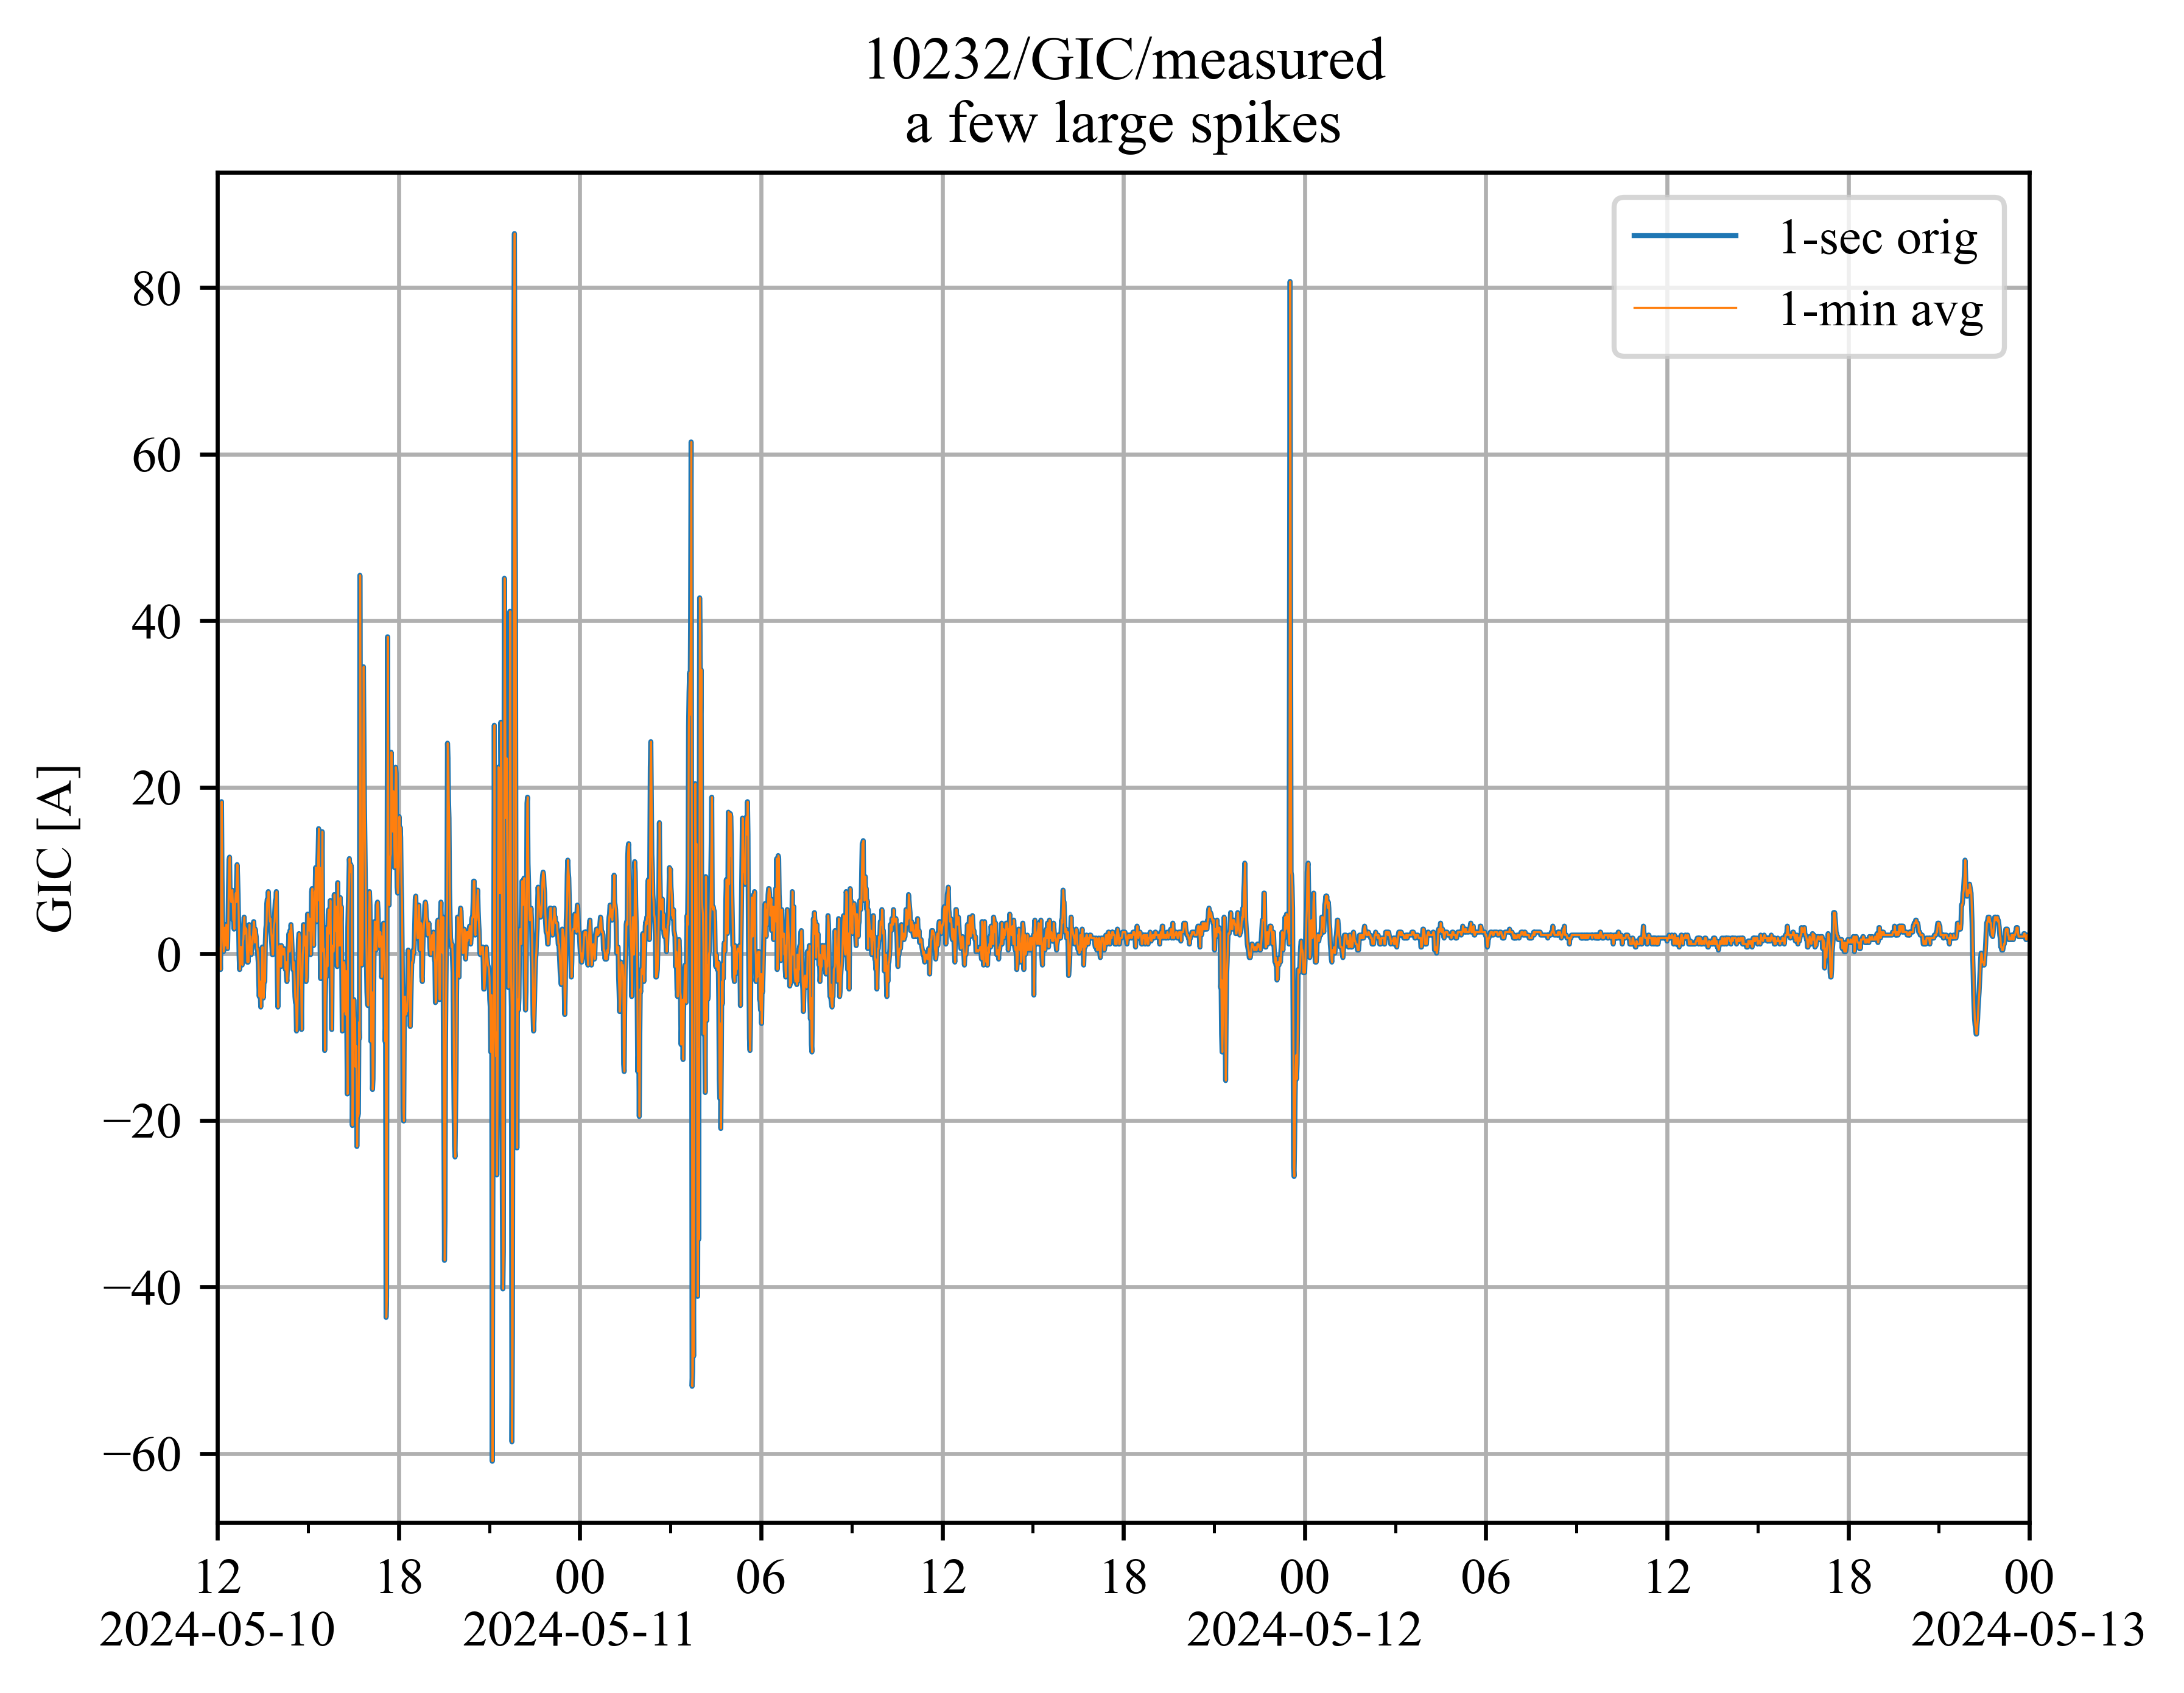 10232/GIC/measured
a few large spikes
1-sec orig
1-min avg
GIC [A]
80
60
40
20
0
−20
−40
−60
12 18 00 06 12 18 00 06 12 18 00
2024-05-10 2024-05-11 2024-05-12 2024-05-13